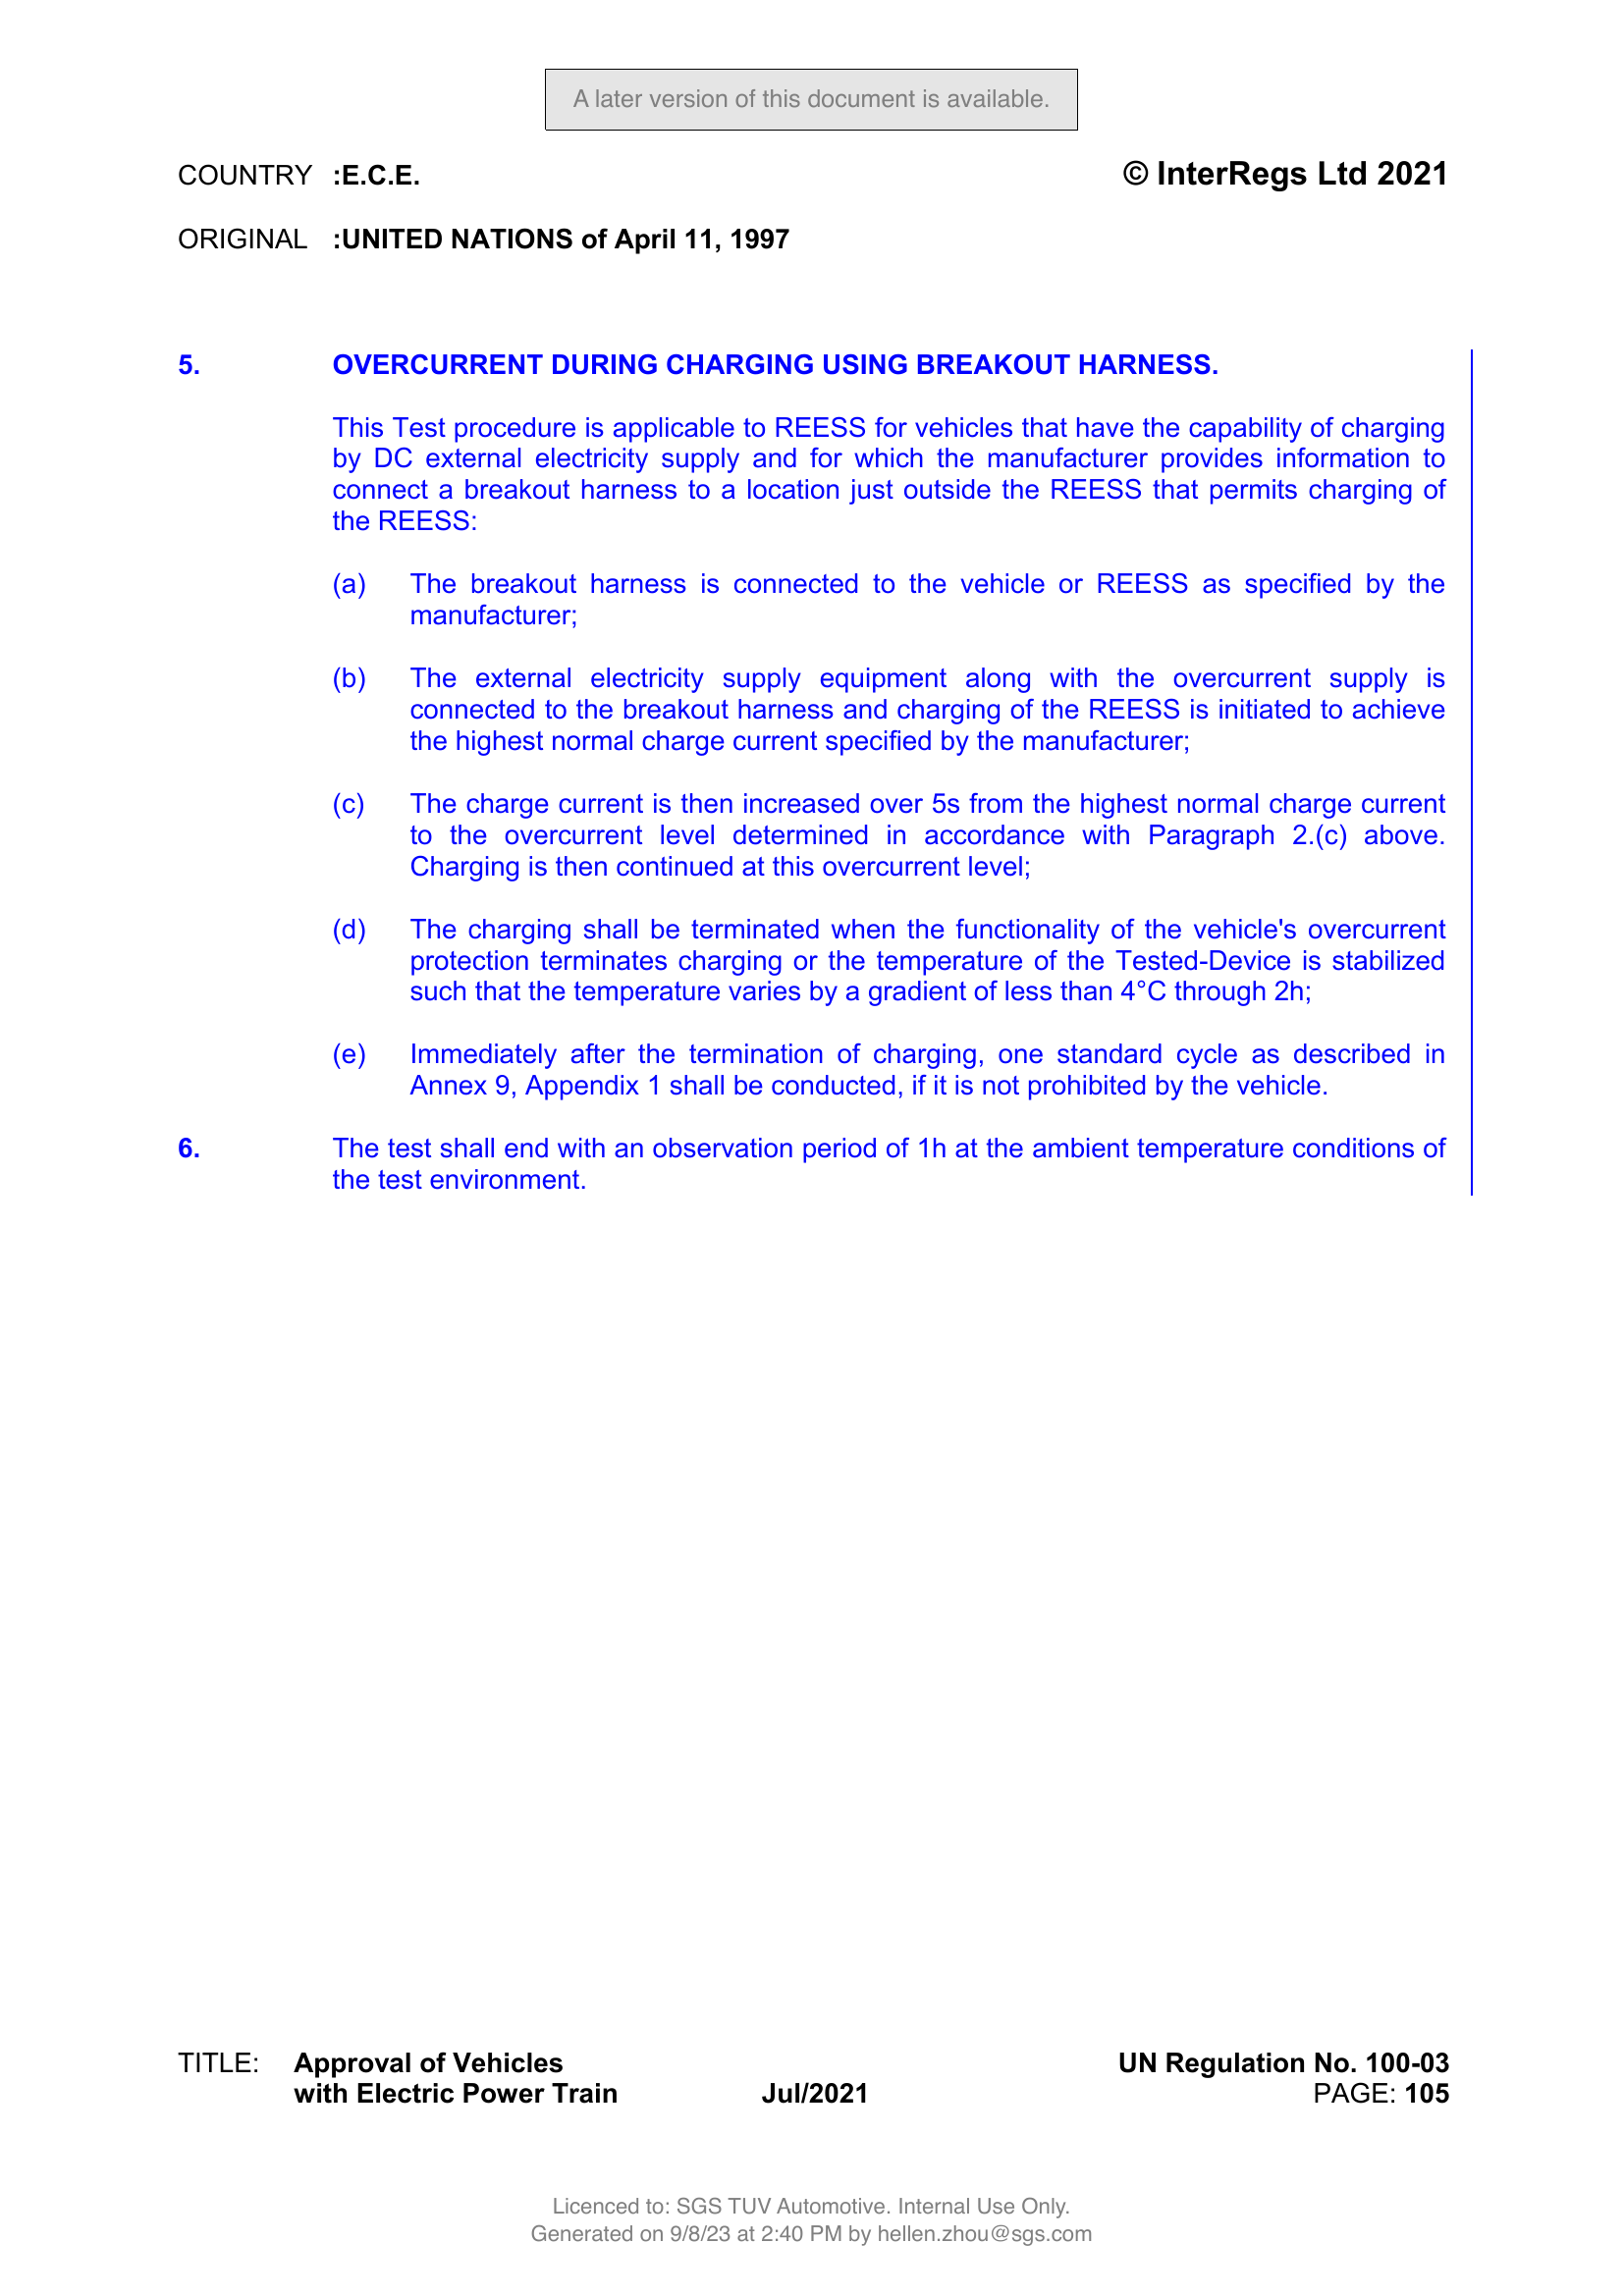 A later version of this document is available.
COUNTRY :E.C.E. © InterRegs Ltd 2021
ORIGINAL :UNITED NATIONS of April 11, 1997
5. OVERCURRENT DURING CHARGING USING BREAKOUT HARNESS.
This Test procedure is applicable to REESS for vehicles that have the capability of charging
by DC external electricity supply and for which the manufacturer provides information to
connect a breakout harness to a location just outside the REESS that permits charging of
the REESS:
(a) The breakout harness is connected to the vehicle or REESS as specified by the
manufacturer;
(b) The external electricity supply equipment along with the overcurrent supply is
connected to the breakout harness and charging of the REESS is initiated to achieve
the highest normal charge current specified by the manufacturer;
(c) The charge current is then increased over 5s from the highest normal charge current
to the overcurrent level determined in accordance with Paragraph 2.(c) above.
Charging is then continued at this overcurrent level;
(d) The charging shall be terminated when the functionality of the vehicle's overcurrent
protection terminates charging or the temperature of the Tested-Device is stabilized
such that the temperature varies by a gradient of less than 4°C through 2h;
(e) Immediately after the termination of charging, one standard cycle as described in
Annex 9, Appendix 1 shall be conducted, if it is not prohibited by the vehicle.
6. The test shall end with an observation period of 1h at the ambient temperature conditions of
the test environment.
TITLE: Approval of Vehicles UN Regulation No. 100-03
with Electric Power Train Jul/2021 PAGE: 105
Licenced to: SGS TUV Automotive. Internal Use Only.
Generated on 9/8/23 at 2:40 PM by hellen.zhou@sgs.com